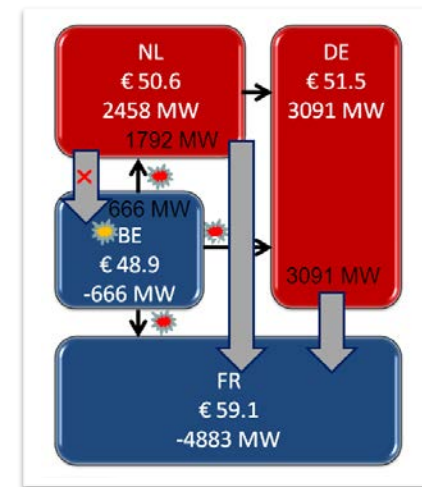 NL
€ 50.6
2458 MW
1792 MW
DE
€ 51.5
3091 MW
666 MW
BE
€ 48.9
-666 MW
3091 MW
FR
€ 59.1
-4883 MW